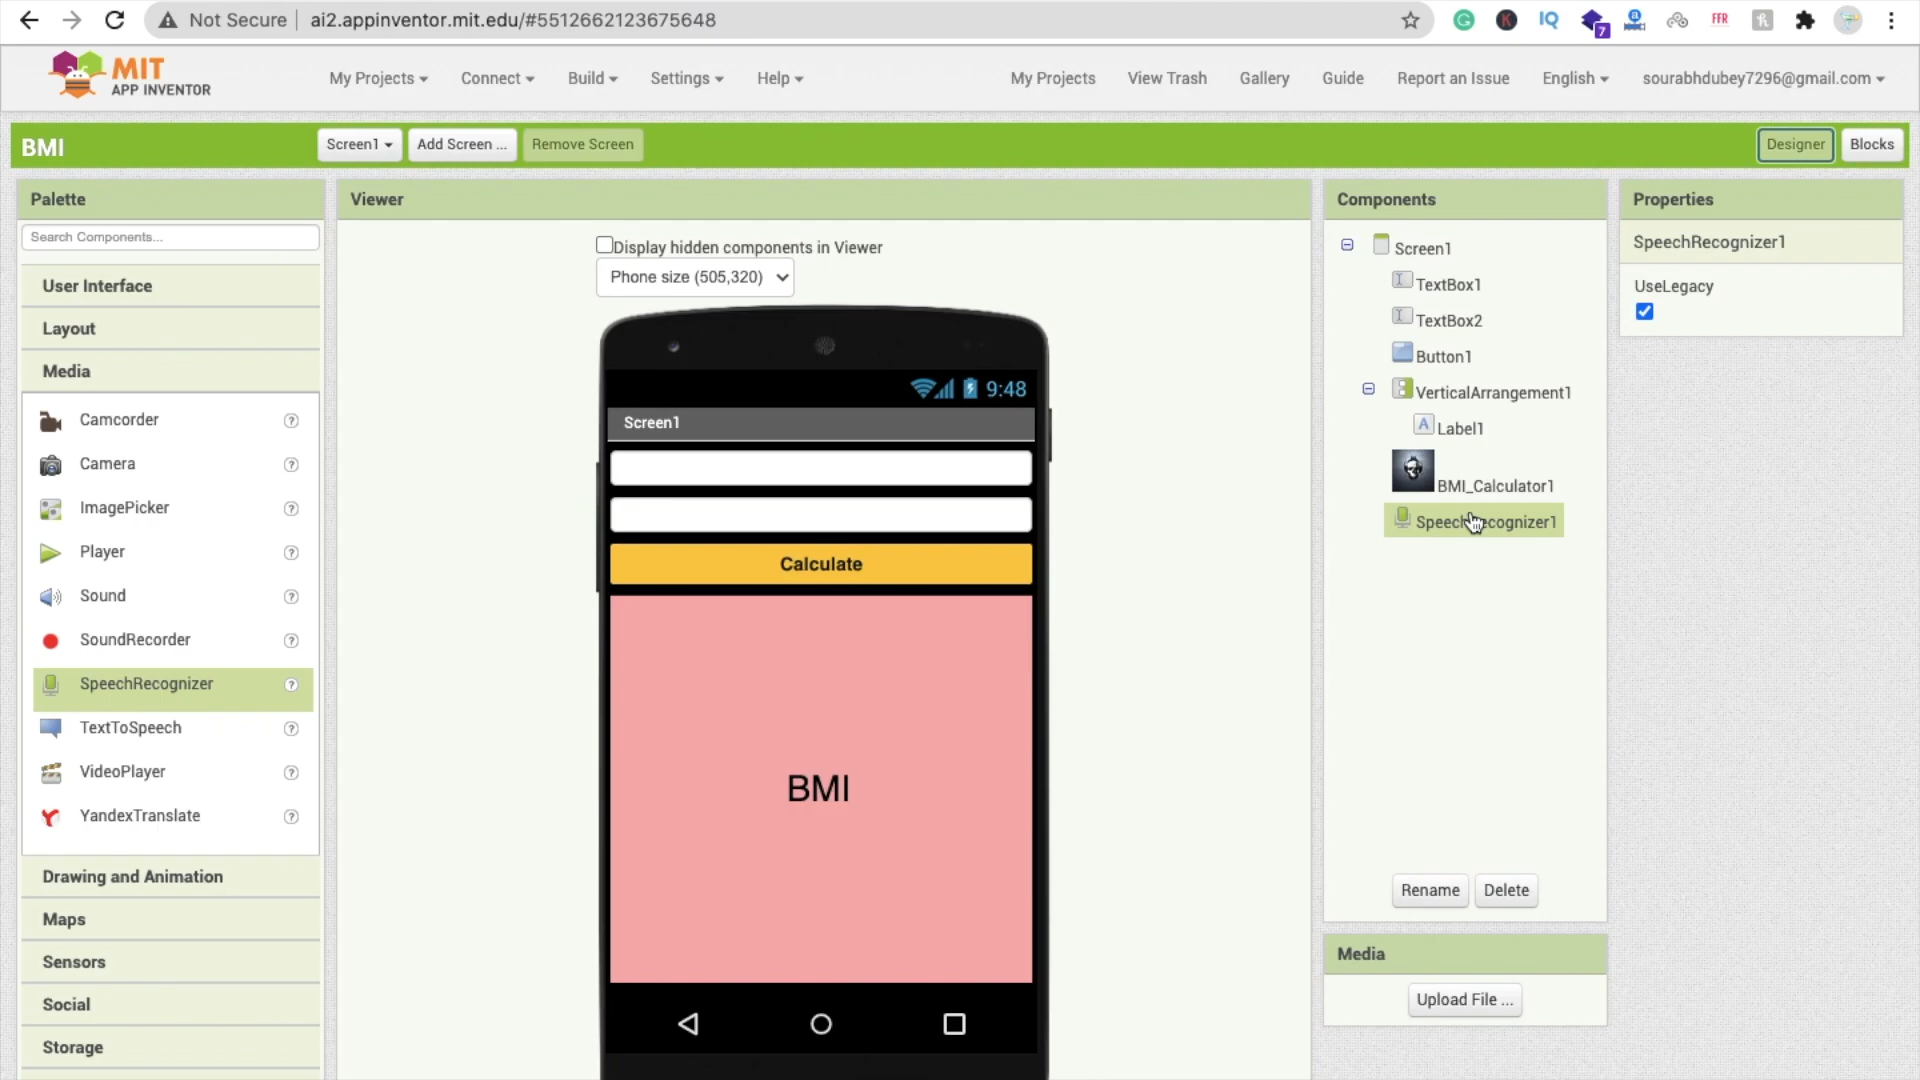 Not Secure ai2.appinventor.mit.edu/#5512662123675648
IQ 7 a FFR
MIT
APP INVENTOR
My Projects Connect Build Settings Help My Projects View Trash Gallery Guide Report an Issue English sourabhdubey7296@gmail.com
BMI Screen1 Add Screen ... Remove Screen Designer Blocks
Palette
Search Components...
User Interface
Layout
Media
Camcorder ?
Camera ?
ImagePicker ?
Player ?
Sound ?
SoundRecorder ?
SpeechRecognizer ?
TextToSpeech ?
VideoPlayer ?
YandexTranslate ?
Drawing and Animation
Maps
Sensors
Social
Storage
Viewer
Display hidden components in Viewer
Phone size (505,320)
9:48
Screen1
Calculate
BMI
Components
Screen1
TextBox1
TextBox2
Button1
VerticalArrangement1
A Label1
BMI_Calculator1
SpeechRecognizer1
Rename Delete
Media
Upload File ...
Properties
SpeechRecognizer1
UseLegacy